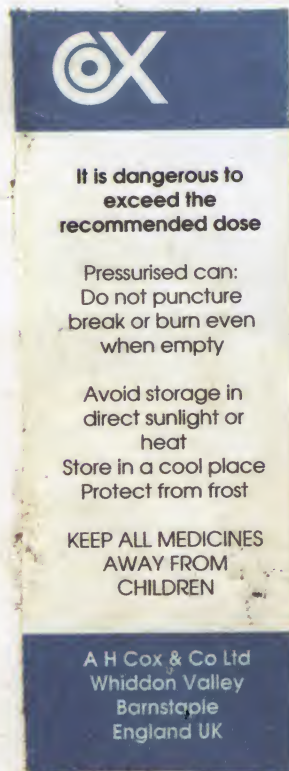 COX
It is dangerous to
exceed the
recommended dose
Pressurised can:
Do not puncture
break or burn even
when empty
Avoid storage in
direct sunlight or
heat
Store in a cool place
Protect from frost
KEEP ALL MEDICINES
AWAY FROM
CHILDREN
A H Cox & Co Ltd
Whiddon Valley
Barnstaple
England UK